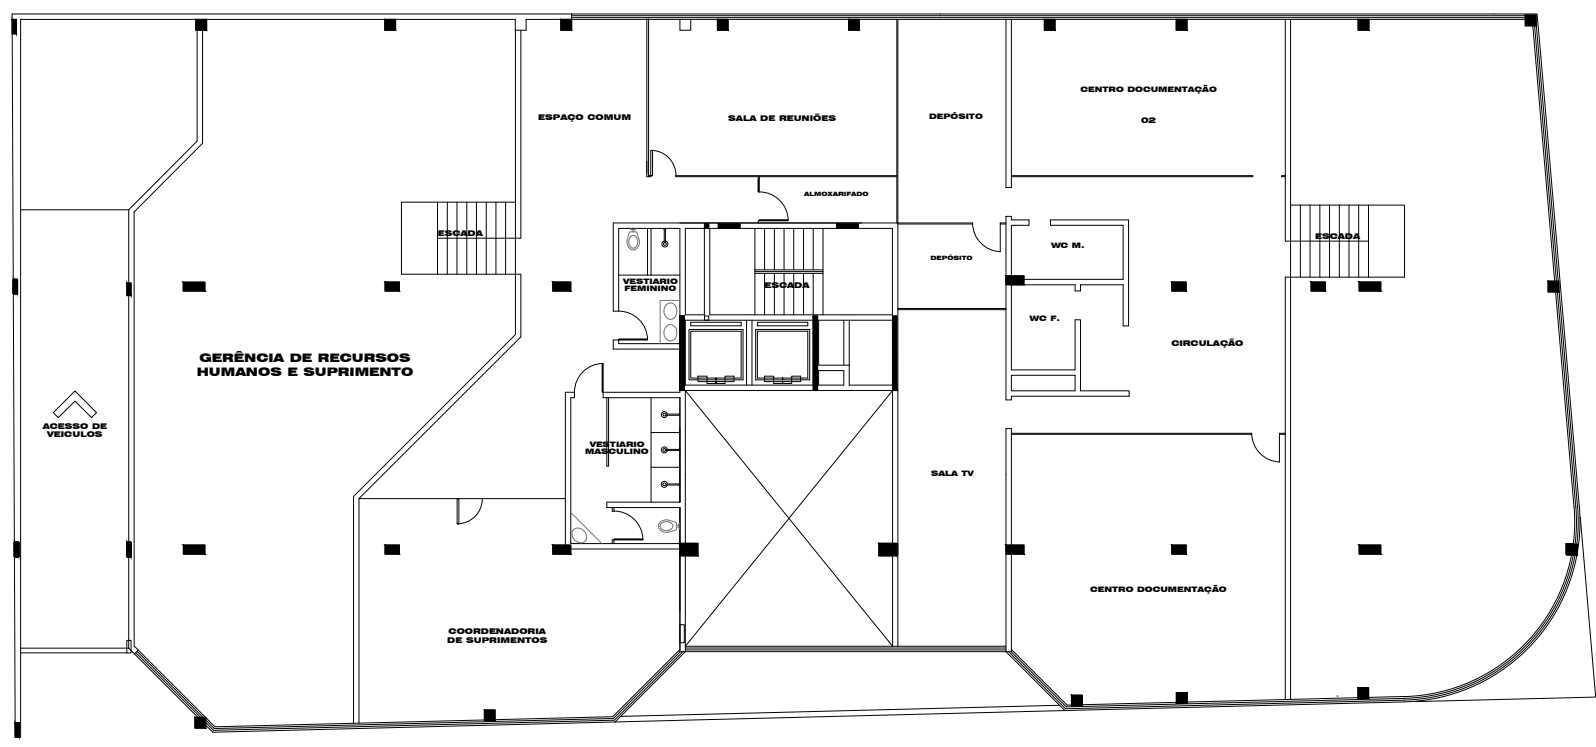 CENTRO DOCUMENTAÇÃO
02
ESPAÇO COMUM
SALA DE REUNIÕES
DEPÓSITO
ALMOXARIFADO
ESCADA
ESCADA
WC M.
DEPÓSITO
VESTIARIO
FEMININO
ESCADA
WC F.
CIRCULAÇÃO
GERÊNCIA DE RECURSOS
HUMANOS E SUPRIMENTO
ACESSO DE
VEICULOS
VESTIARIO
MASCULINO
SALA TV
CENTRO DOCUMENTAÇÃO
COORDENADORIA
DE SUPRIMENTOS